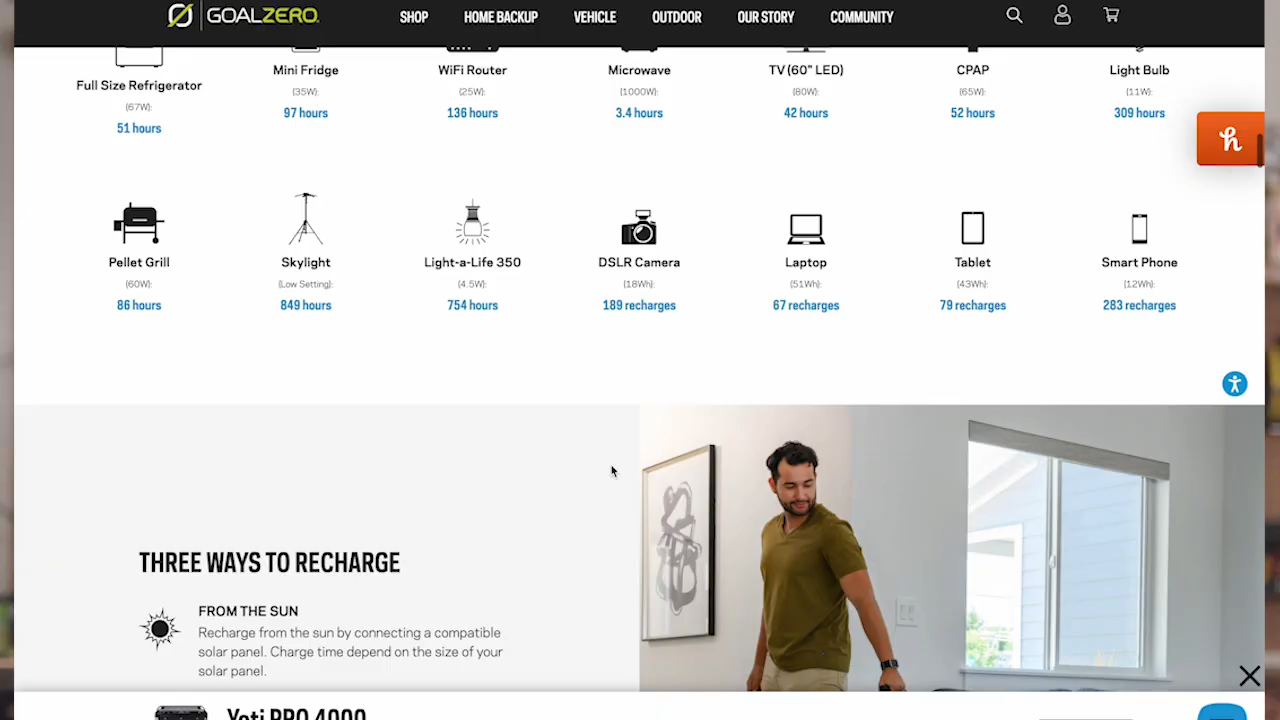 GOALZERO. SHOP HOME BACKUP VEHICLE OUTDOOR OUR STORY COMMUNITY
Full Size Refrigerator Mini Fridge WiFi Router Microwave TV (60" LED) CPAP Light Bulb
(67W): (35W): (25W): (1000W): (80W): (65W): (11W):
51 hours 97 hours 136 hours 3.4 hours 42 hours 52 hours 309 hours
h
Pellet Grill Skylight Light-a-Life 350 DSLR Camera Laptop Tablet Smart Phone
(60W): (Low Setting): (4.5W): (18Wh): (51Wh): (43Wh): (12Wh):
86 hours 849 hours 754 hours 189 recharges 67 recharges 79 recharges 283 recharges
THREE WAYS TO RECHARGE
FROM THE SUN
Recharge from the sun by connecting a compatible
solar panel. Charge time depend on the size of your
solar panel.
Yeti PRO 4000